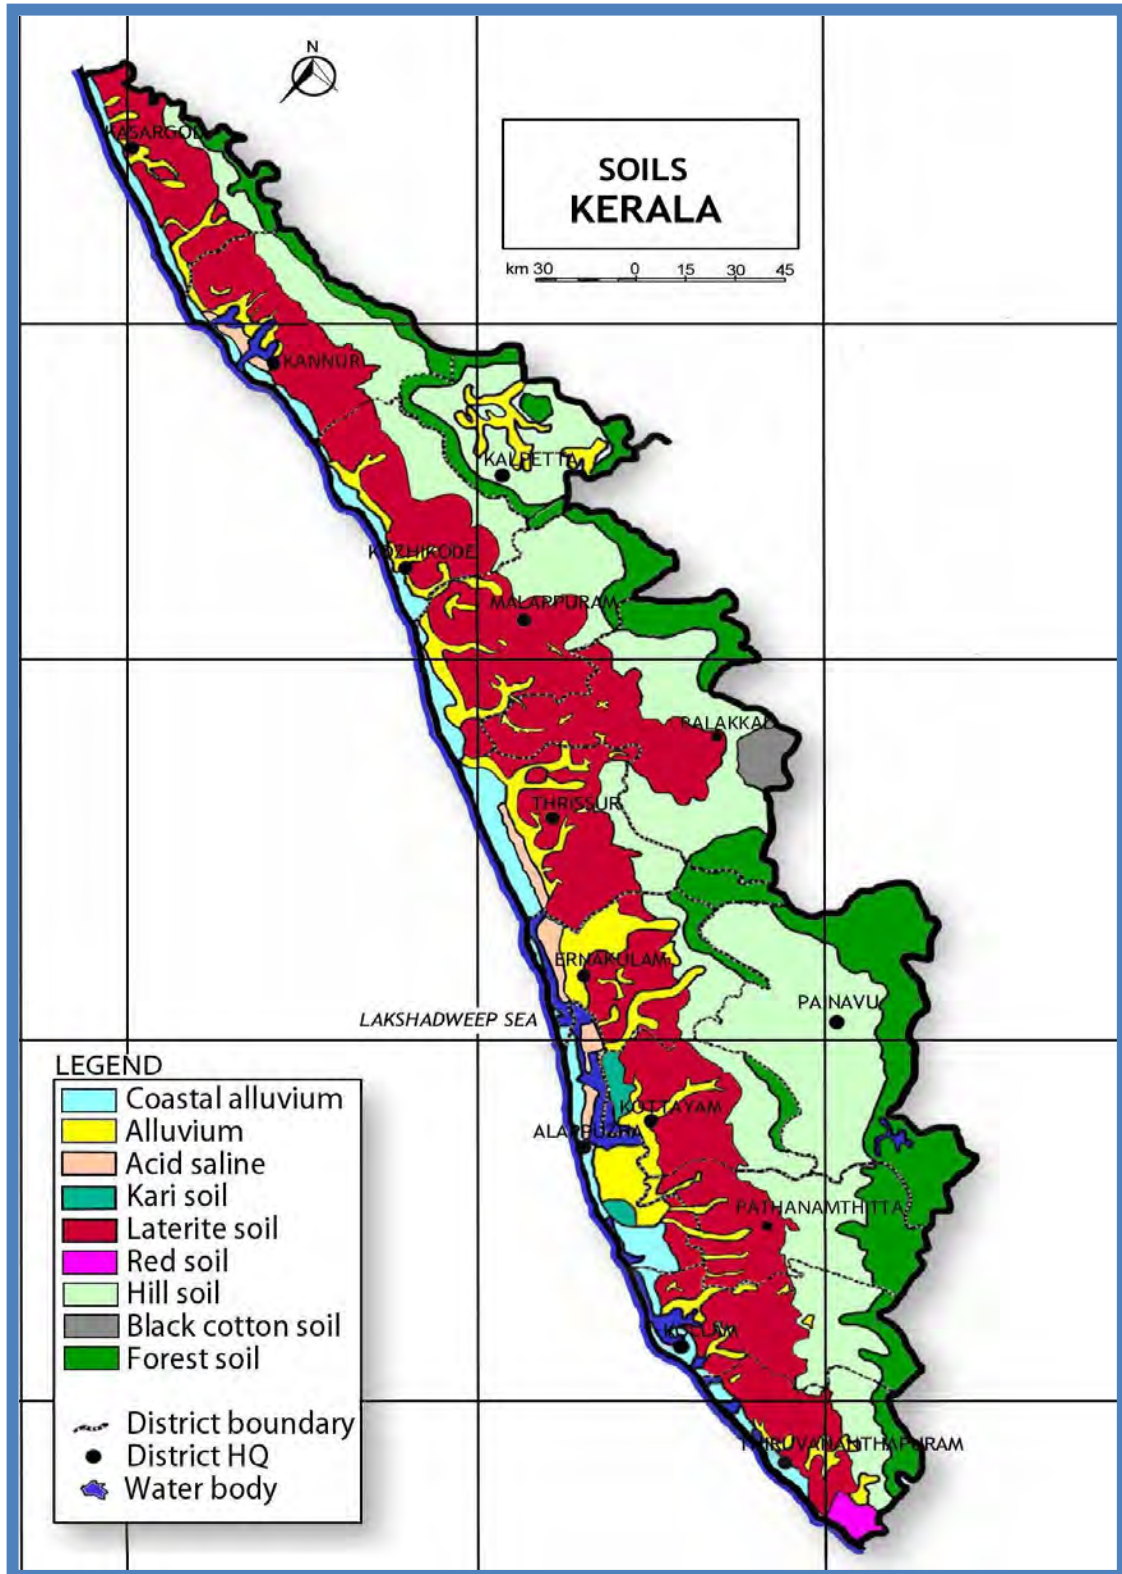 N
SOILS
KERALA
km 30 0 15 30 45
KASARGOD
KANNUR
KALPETTA
KOZHIKODE
MALAPPURAM
PALAKKAD
THRISSUR
ERNAKULAM
PAINAVU
LAKSHADWEEP SEA
KOTTAYAM
ALAPPUZHA
PATHANAMTHITTA
KOLLAM
THIRUVANANTHAPURAM
LEGEND
Coastal alluvium
Alluvium
Acid saline
Kari soil
Laterite soil
Red soil
Hill soil
Black cotton soil
Forest soil
District boundary
District HQ
Water body